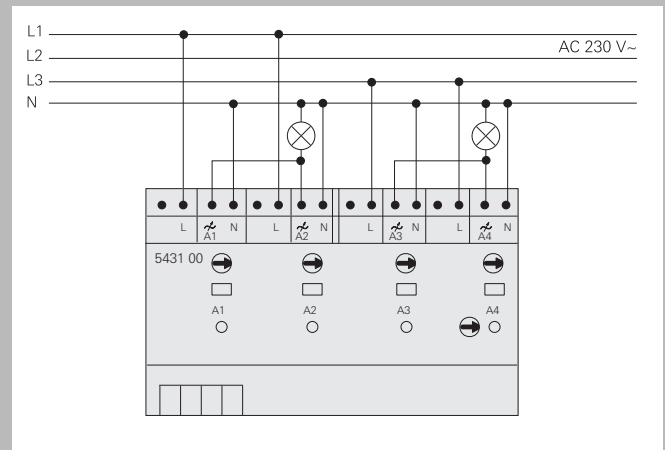 L1
AC 230 V~
L2
L3
N
L A1 N L A2 N L A3 N L A4 N
5431 00
A1 A2 A3 A4